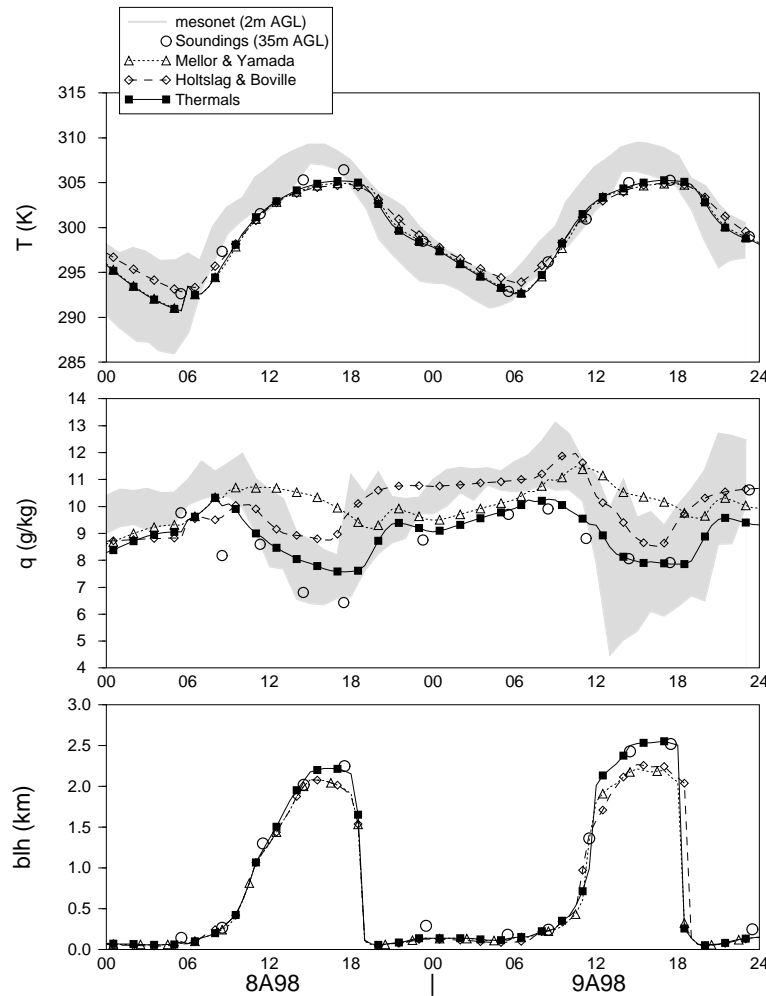 mesonet (2m AGL)
Soundings (35m AGL)
Mellor & Yamada
Holtslag & Boville
Thermals
315
310
305
300
295
290
285
T (K)
00 06 12 18 00 06 12 18 24
14
13
12
11
10
9
8
7
6
5
4
q (g/kg)
00 06 12 18 00 06 12 18 24
3.0
2.5
2.0
1.5
1.0
0.5
0.0
blh (km)
00 06 12 18 00 06 12 18 24
8A98 | 9A98